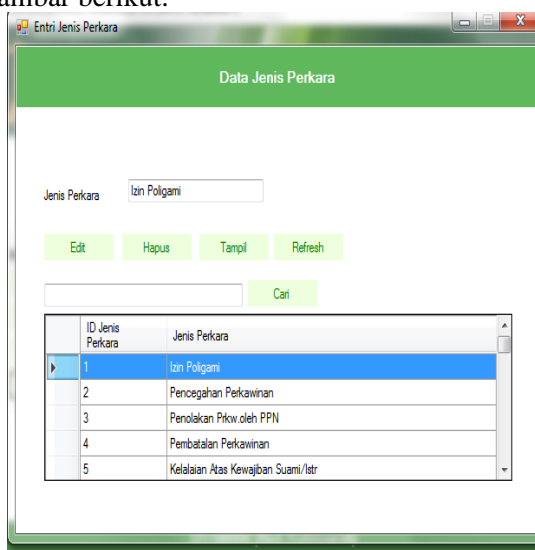 ambar berikut:
Entri Jenis Perkara
X
Data Jenis Perkara
Jenis Perkara Izin Poligami
Edit Hapus Tampil Refresh
Cari
ID Jenis Perkara Jenis Perkara
1 Izin Poligami
2 Pencegahan Perkawinan
3 Penolakan Prkw.oleh PPN
4 Pembatalan Perkawinan
5 Kelalaian Atas Kewajiban Suami/Istr